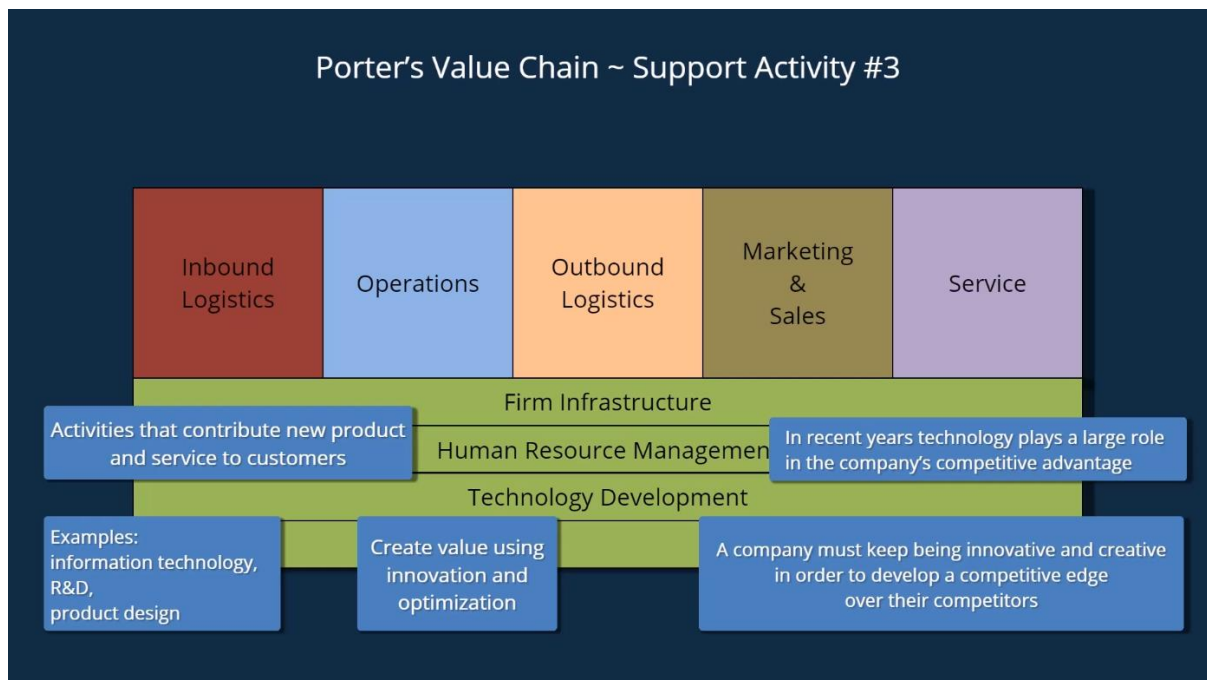 Porter’s Value Chain ~ Support Activity #3
Inbound
Logistics
Operations
Outbound
Logistics
Marketing
&
Sales
Service
Firm Infrastructure
Activities that contribute new product
and service to customers
Human Resource Managemen
In recent years technology plays a large role
in the company’s competitive advantage
Technology Development
Examples:
information technology,
R&D,
product design
Create value using
innovation and
optimization
A company must keep being innovative and creative
in order to develop a competitive edge
over their competitors